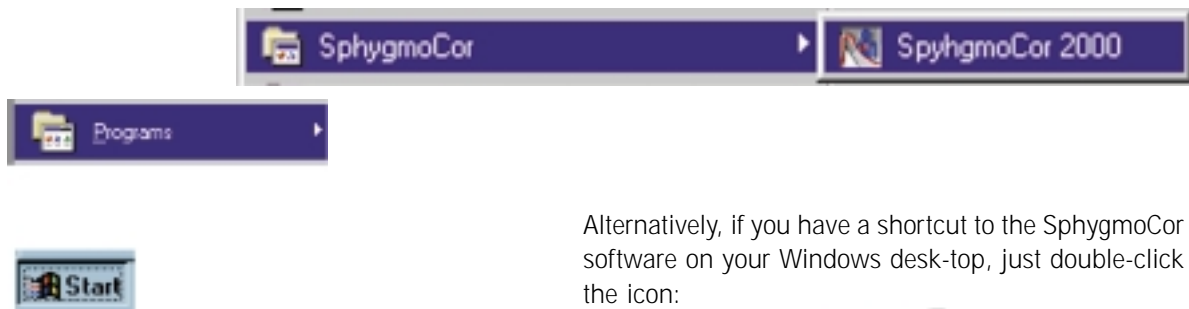 SphygmoCor SpyhgmoCor 2000
Programs
Start
Alternatively, if you have a shortcut to the SphygmoCor
software on your Windows desk-top, just double-click
the icon: